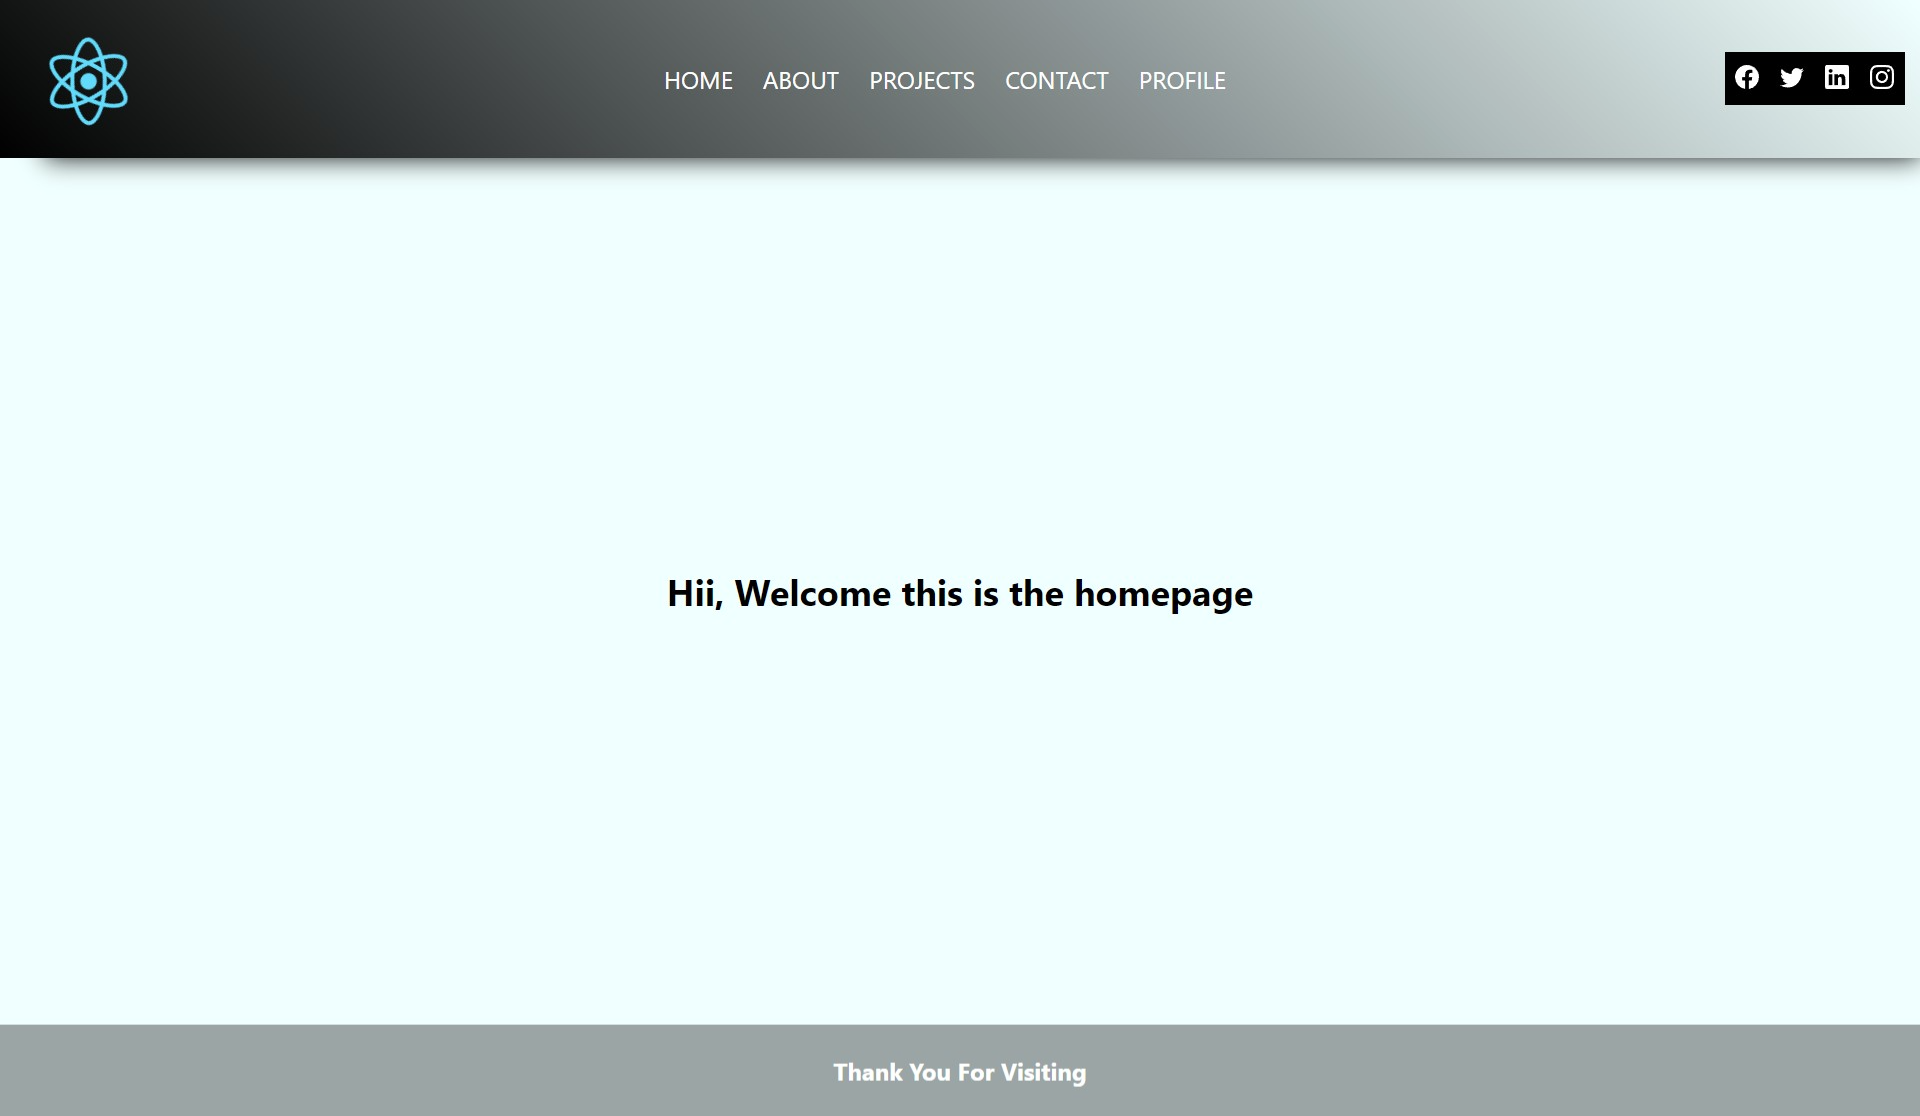 HOME ABOUT PROJECTS CONTACT PROFILE
Hii, Welcome this is the homepage
Thank You For Visiting